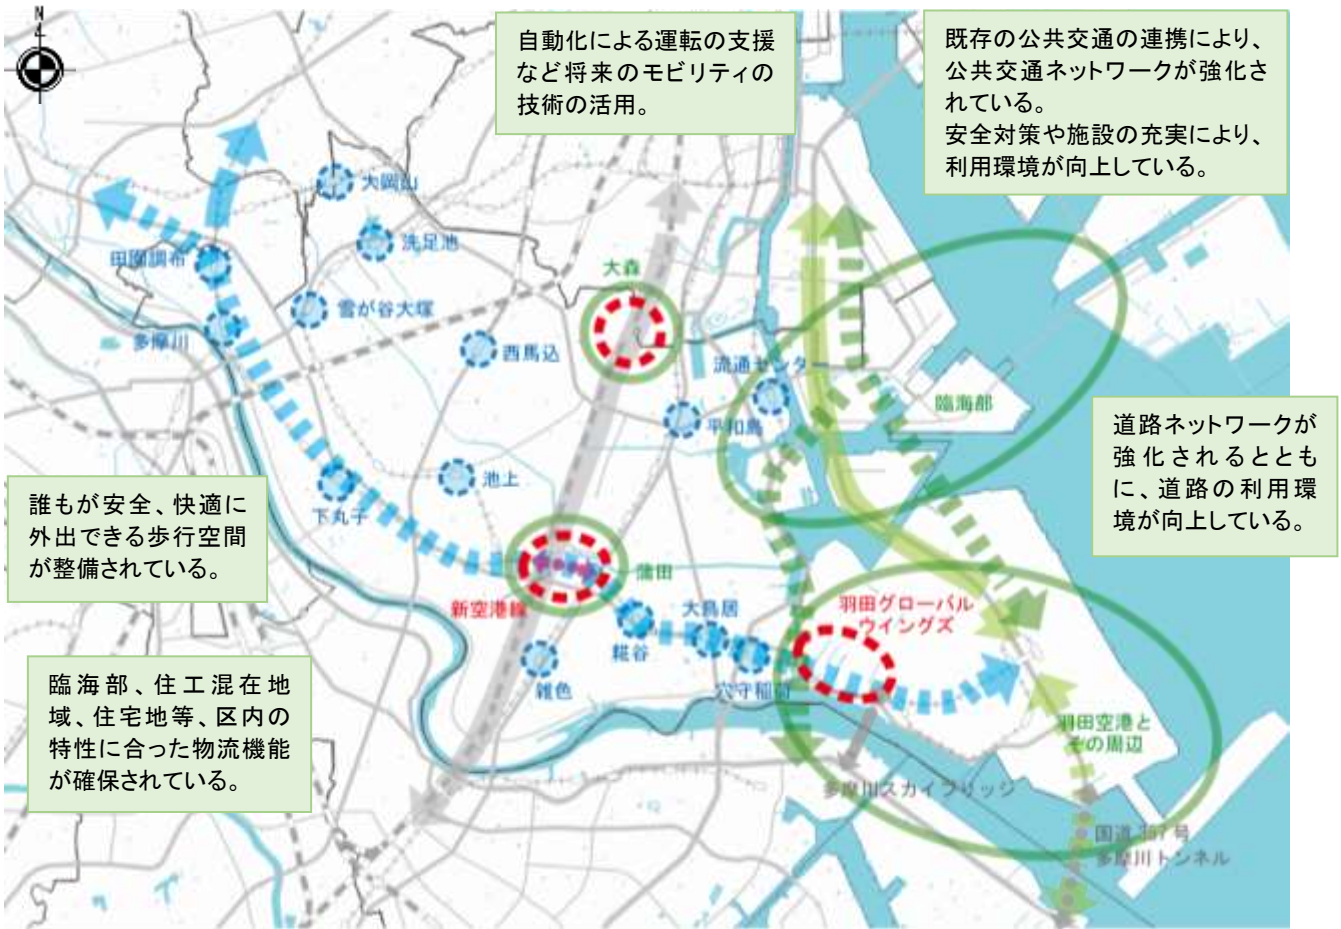 N
自動化による運転の支援
など将来のモビリティの
技術の活用。
既存の公共交通の連携により、
公共交通ネットワークが強化さ
れている。
安全対策や施設の充実により、
利用環境が向上している。
大岡山
洗足池
田園調布
大森
雪が谷大塚
多摩川
西馬込
流通センター
臨海部
平和島
道路ネットワークが
強化されるととも
に、道路の利用環
境が向上している。
池上
下丸子
誰もが安全、快適に
外出できる歩行空間
が整備されている。
蒲田
新空港線
大鳥居
羽田グローバル
ウイングズ
糀谷
雑色
穴守稲荷
臨海部、住工混在地
域、住宅地等、区内の
特性に合った物流機能
が確保されている。
羽田空港と
その周辺
多摩川スカイブリッジ
国道 357 号
多摩川トンネル